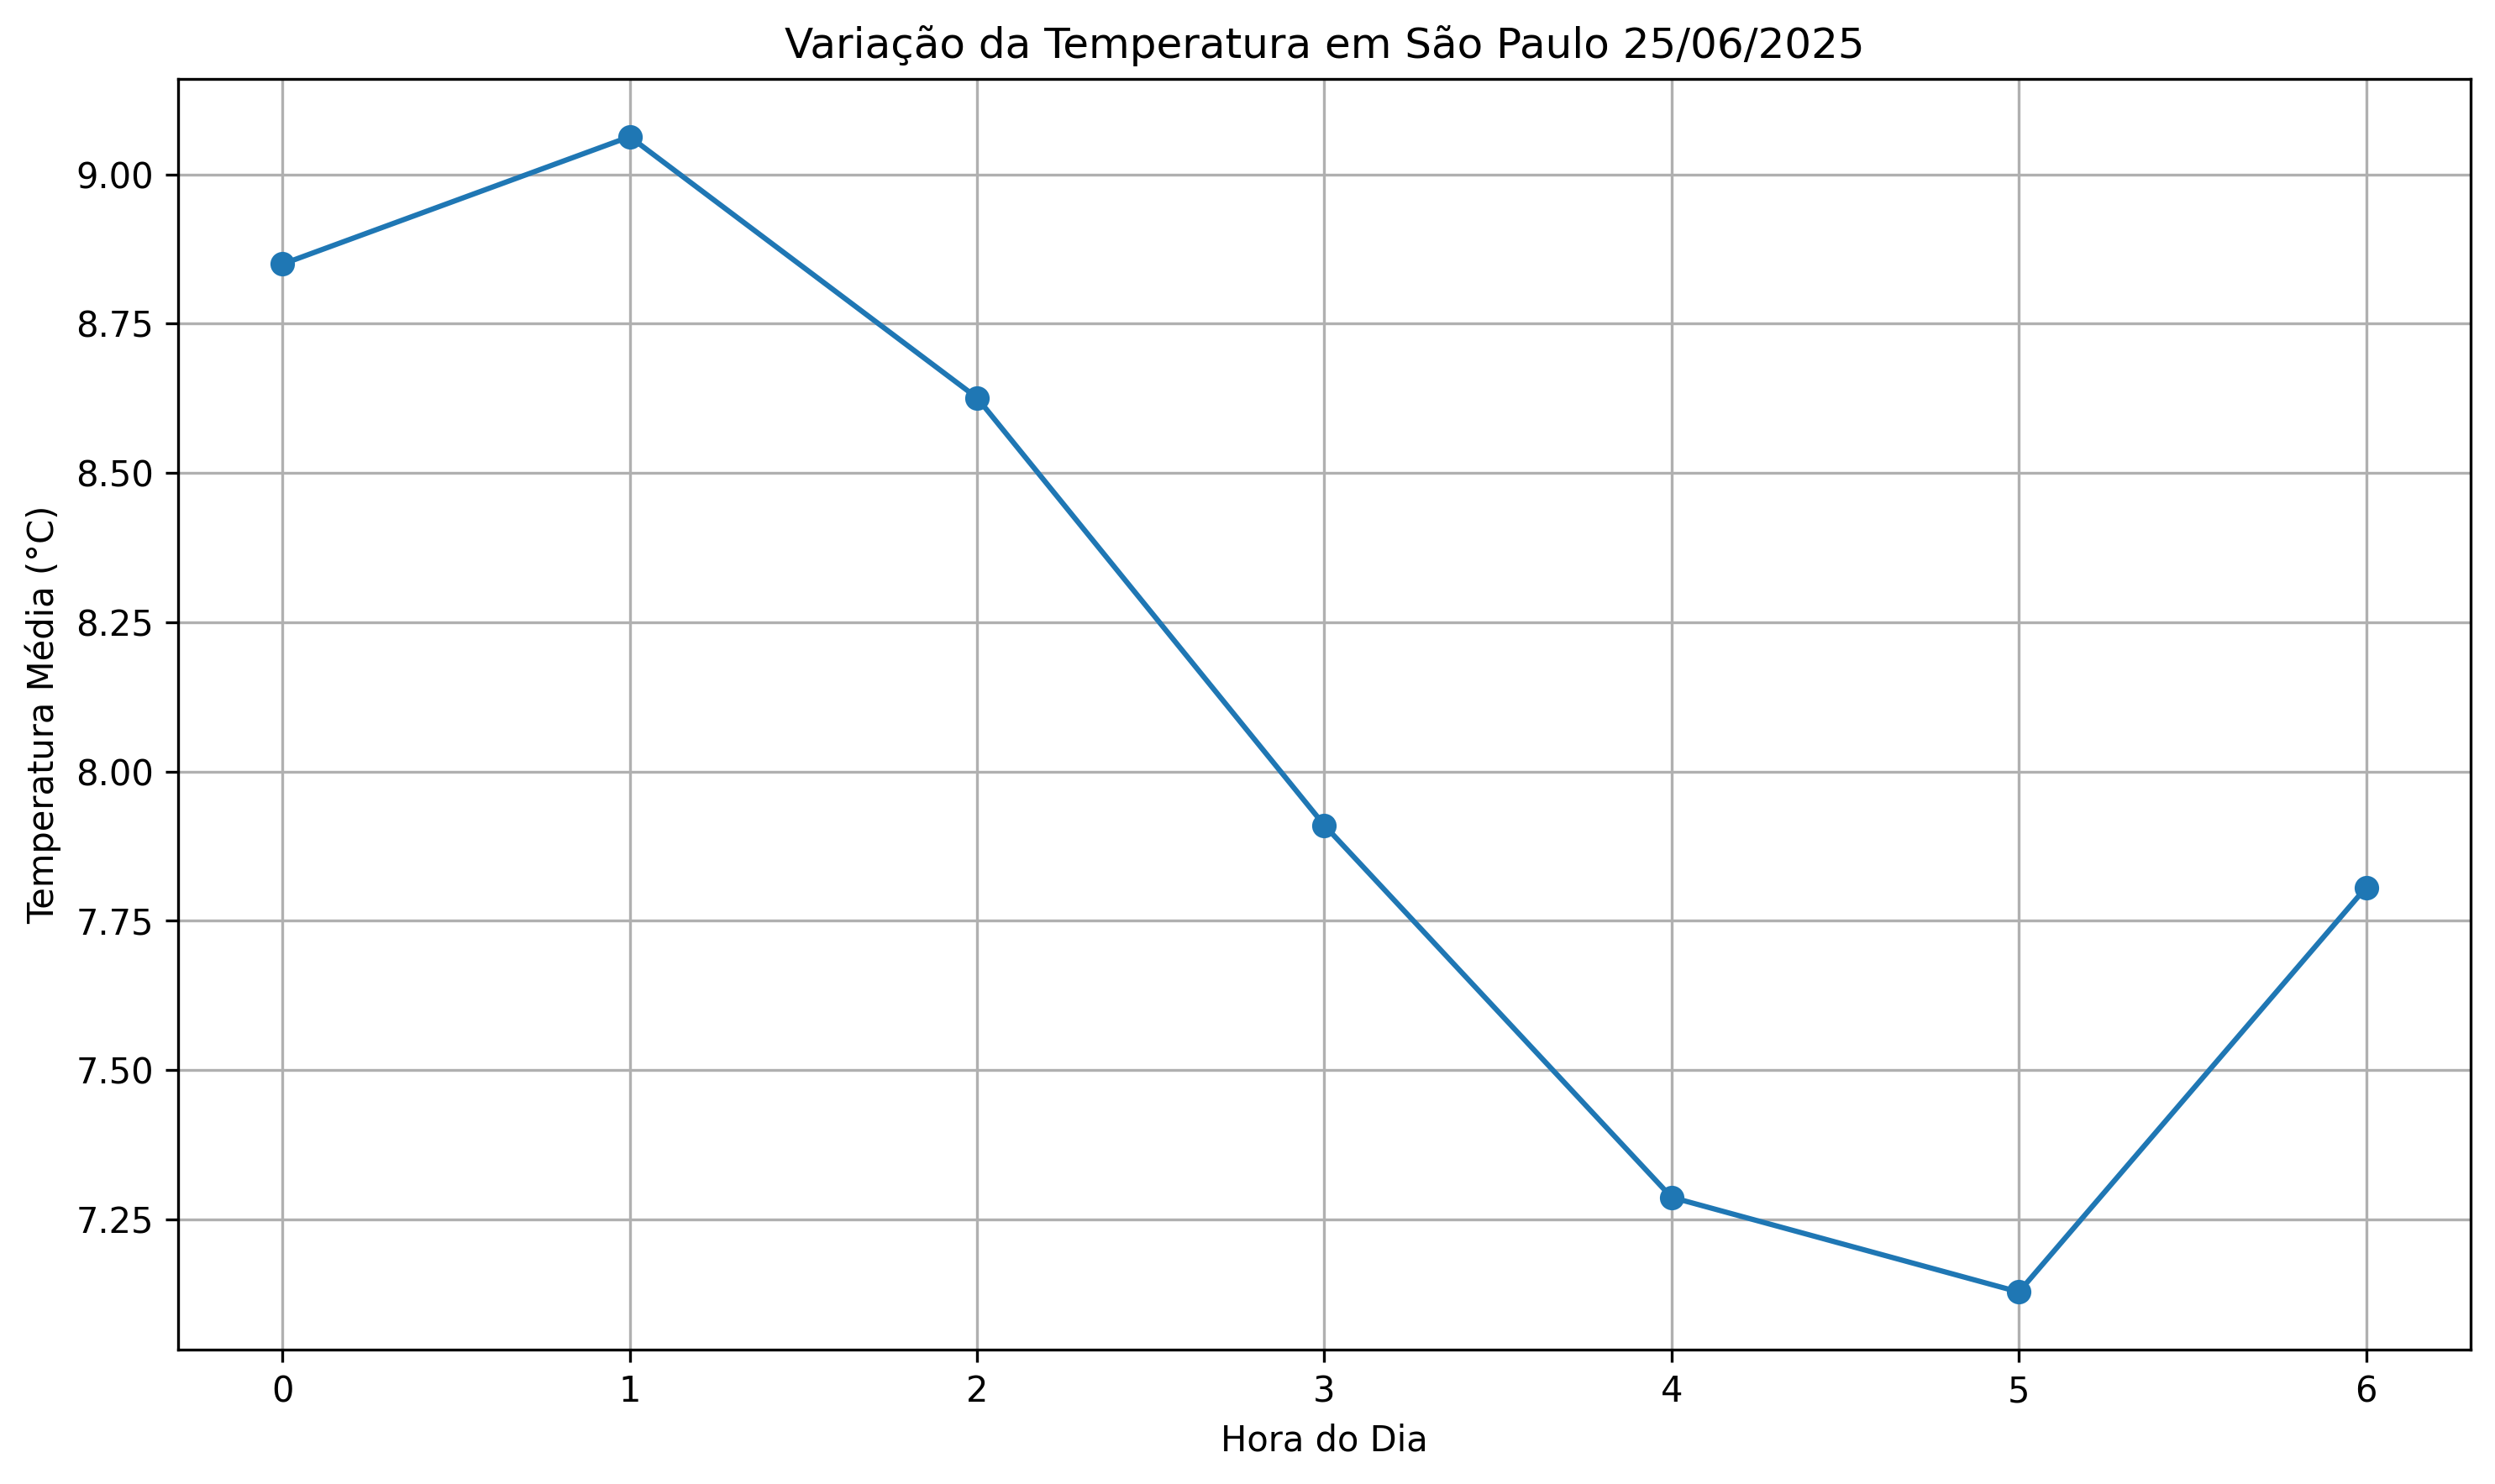 Variação da Temperatura em São Paulo 25/06/2025
Temperatura Média (°C)
9.00
8.75
8.50
8.25
8.00
7.75
7.50
7.25
0 1 2 3 4 5 6
Hora do Dia